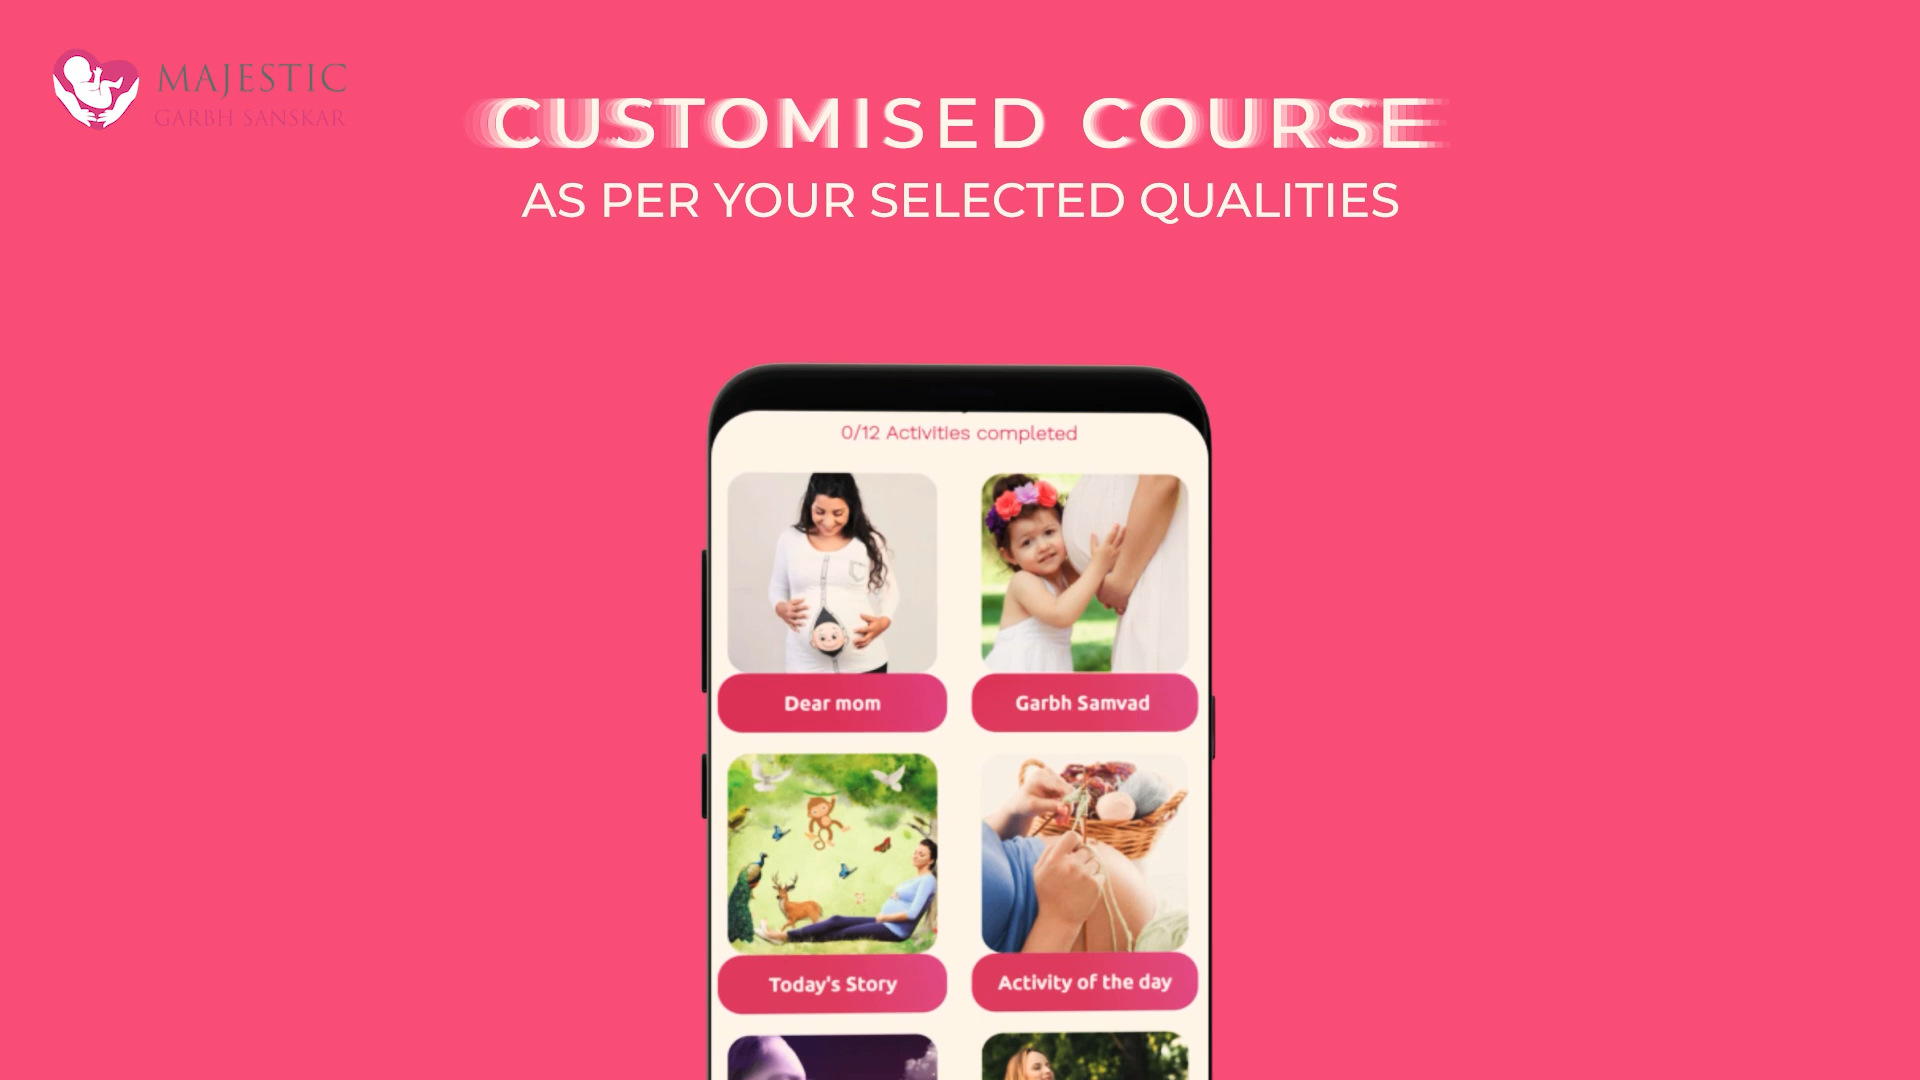 MAJESTIC
GARBH SANSKAR
CUSTOMISED COURSE
AS PER YOUR SELECTED QUALITIES
0/12 Activities completed
Dear mom
Garbh Samvad
Today's Story
Activity of the day